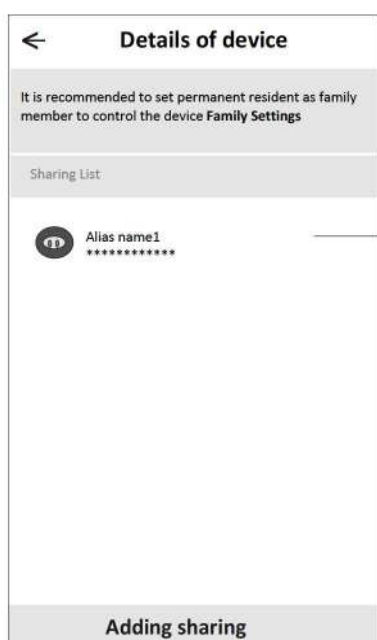 Details of device
It is recommended to set permanent resident as family
member to control the device Family Settings
Sharing List
Alias name1
************
Adding sharing